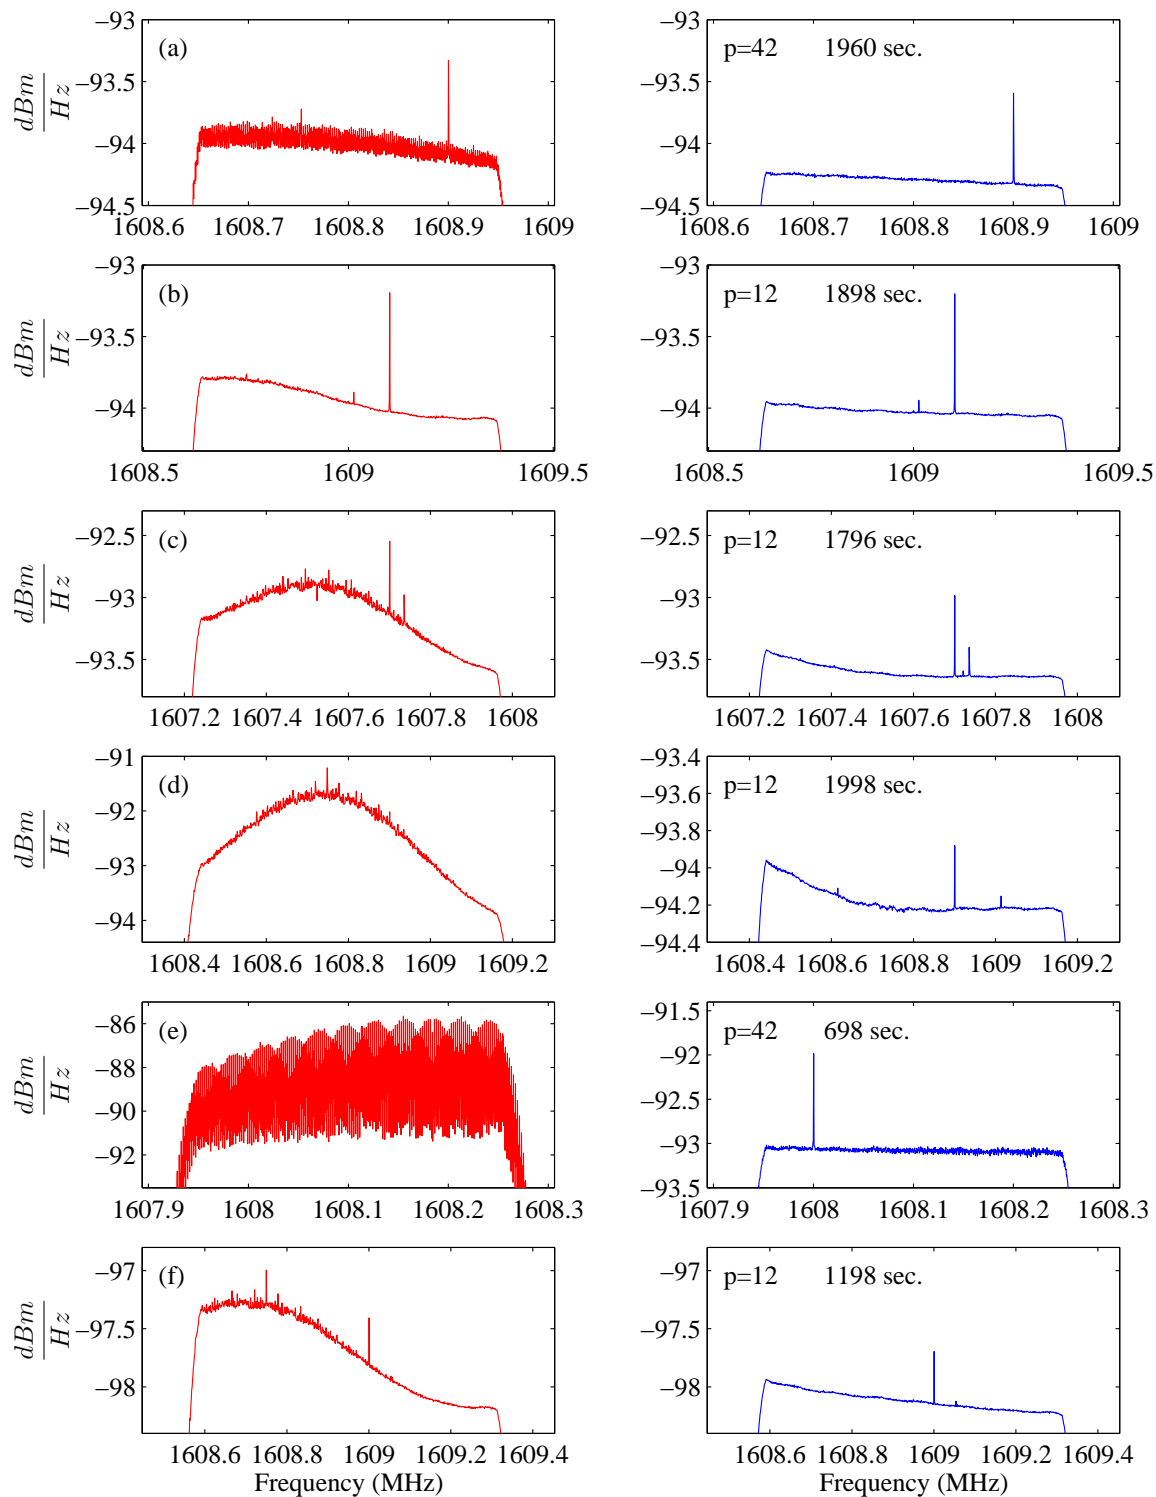 −93 −93
(a) p=42 1960 sec.
dBm
Hz
−93.5 −93.5
−94 −94
−94.5 −94.5
1608.6 1608.7 1608.8 1608.9 1609 1608.6 1608.7 1608.8 1608.9 1609
−93 −93
(b) p=12 1898 sec.
dBm
Hz
−93.5 −93.5
−94 −94
1608.5 1609 1609.5 1608.5 1609 1609.5
(c) p=12 1796 sec.
−92.5 −92.5
dBm
Hz
−93 −93
−93.5 −93.5
1607.2 1607.4 1607.6 1607.8 1608 1607.2 1607.4 1607.6 1607.8 1608
−91 −93.4
(d) p=12 1998 sec.
−93.6
dBm
Hz
−92 −93.8
−93 −94
−94.2
−94 −94.4
1608.4 1608.6 1608.8 1609 1609.2 1608.4 1608.6 1608.8 1609 1609.2
−86 −91.5
(e) p=42 698 sec.
dBm
Hz
−88 −92
−90 −92.5
−92 −93
−93.5
1607.9 1608 1608.1 1608.2 1608.3 1607.9 1608 1608.1 1608.2 1608.3
−97 −97
(f) p=12 1198 sec.
dBm
Hz
−97.5 −97.5
−98 −98
1608.6 1608.8 1609 1609.2 1609.4 1608.6 1608.8 1609 1609.2 1609.4
Frequency (MHz) Frequency (MHz)